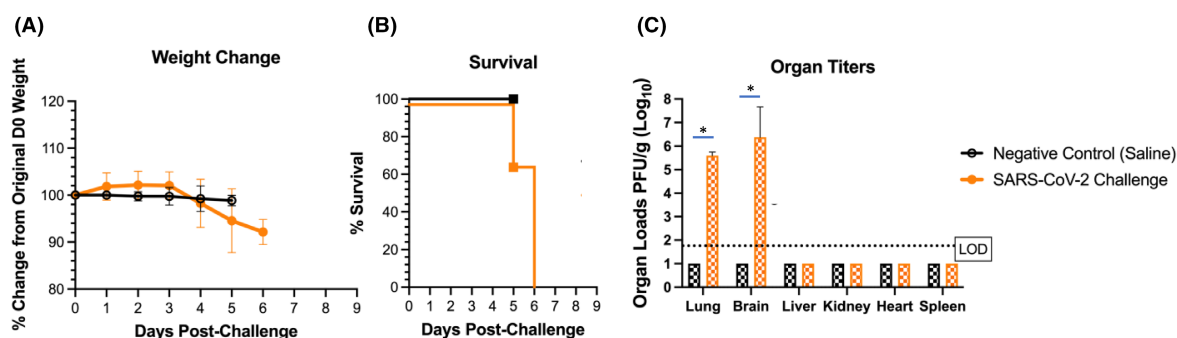 (A)
Weight Change
% Change from Original D0 Weight
120
110
100
90
80
0 1 2 3 4 5 6 7 8 9
Days Post-Challenge
(B)
Survival
% Survival
100
80
60
40
20
0
0 1 2 3 4 5 6 7 8 9
Days Post-Challenge
(C)
Organ Titers
Organ Loads PFU/g (Log10)
8
7
6
5
4
3
2
1
0
*
*
LOD
Lung Brain Liver Kidney Heart Spleen
Negative Control (Saline)
SARS-CoV-2 Challenge